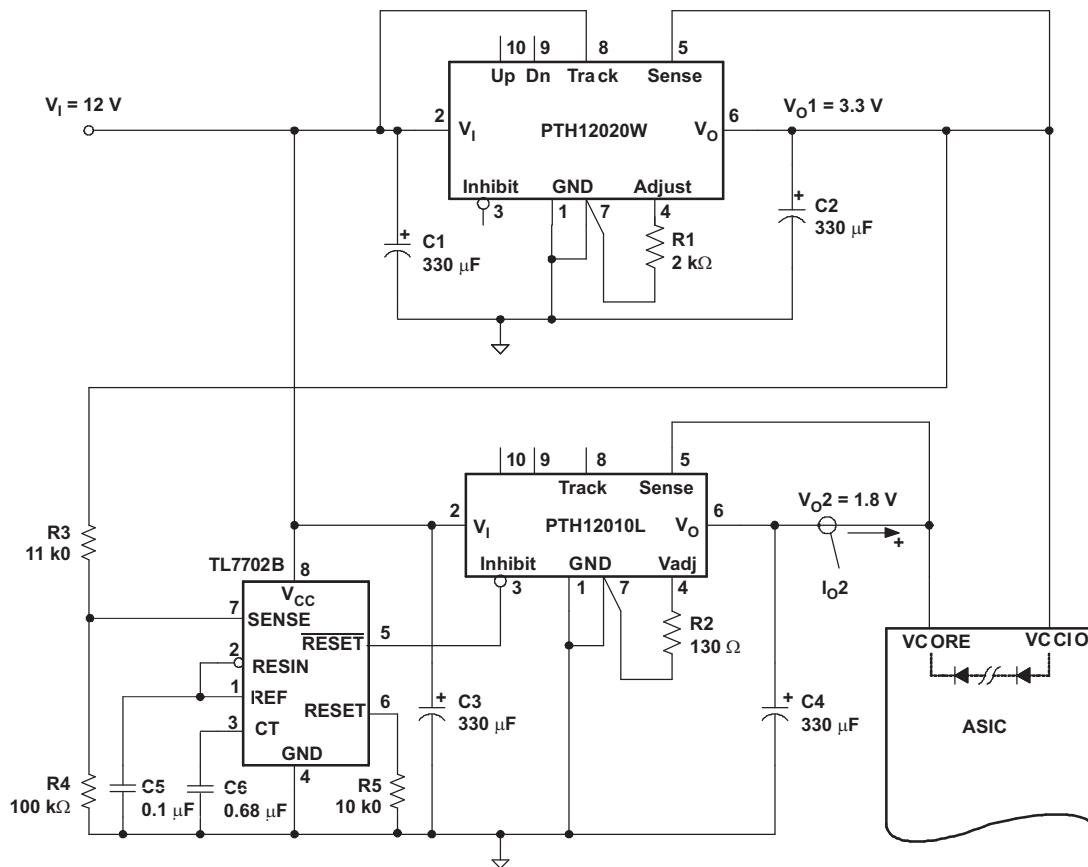 10 9 8 5
Up Dn Track Sense
V_I = 12 V
2 V_I PTH12020W V_O 6
V_O1 = 3.3 V
Inhibit GND Adjust
3 1 7 4
+ C1
330 μF
R1
2 kΩ
+ C2
330 μF
10 9 8 5
Track Sense
2 V_I PTH12010L V_O 6
V_O2 = 1.8 V
+
I_O2
Inhibit GND Vadj
3 1 7 4
R2
130 Ω
R3
11 k0
TL7702B
8
V_CC
7 SENSE
5 RESET
2 RESIN
1 IREF
RESET 6
3 CT
GND
4
R4
100 kΩ
C5
0.1 μF
C6
0.68 μF
R5
10 k0
+ C3
330 μF
+ C4
330 μF
VCORE VCCIO
ASIC